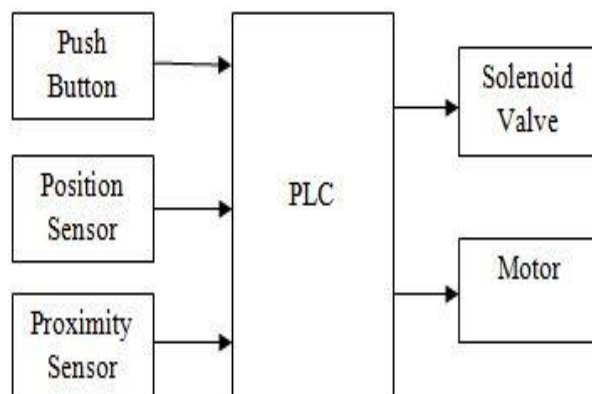 Push
Button
Position
Sensor
Proximity
Sensor
PLC
Solenoid
Valve
Motor